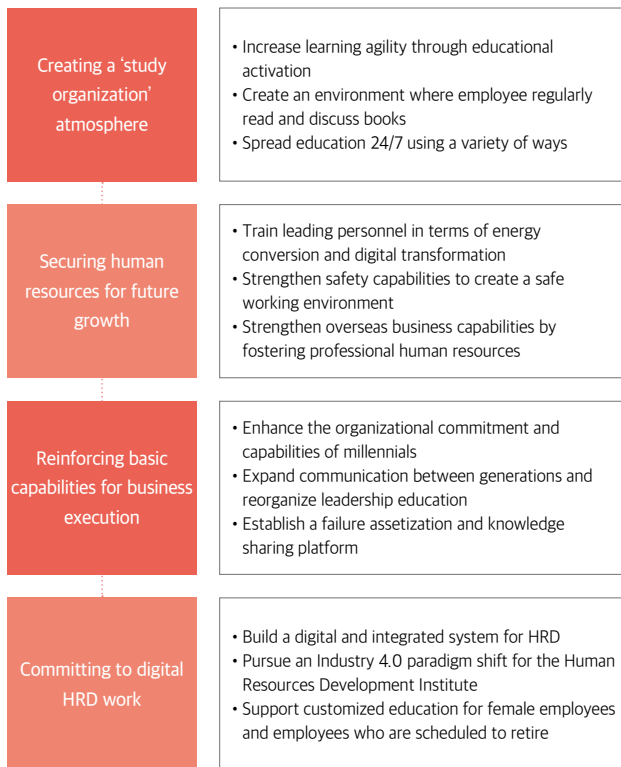 Creating a ‘study
organization’
atmosphere
• Increase learning agility through educational
activation
• Create an environment where employee regularly
read and discuss books
• Spread education 24/7 using a variety of ways
Securing human
resources for future
growth
• Train leading personnel in terms of energy
conversion and digital transformation
• Strengthen safety capabilities to create a safe
working environment
• Strengthen overseas business capabilities by
fostering professional human resources
Reinforcing basic
capabilities for business
execution
• Enhance the organizational commitment and
capabilities of millennials
• Expand communication between generations and
reorganize leadership education
• Establish a failure assetization and knowledge
sharing platform
Committing to digital
HRD work
• Build a digital and integrated system for HRD
• Pursue an Industry 4.0 paradigm shift for the Human
Resources Development Institute
• Support customized education for female employees
and employees who are scheduled to retire